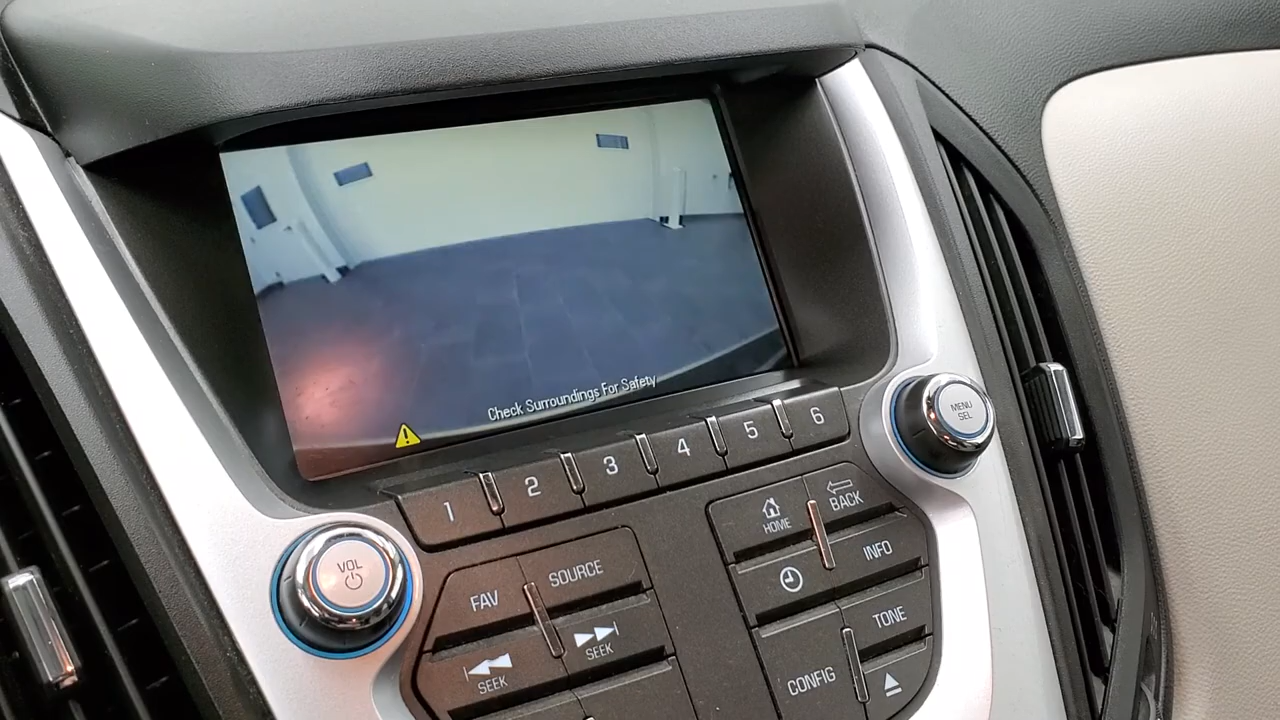 Check Surroundings For Safety
1 2 3 4 5 6
MENU
SEL
VOL
FAV
SOURCE
SEEK
SEEK
HOME
BACK
INFO
TONE
CONFIG